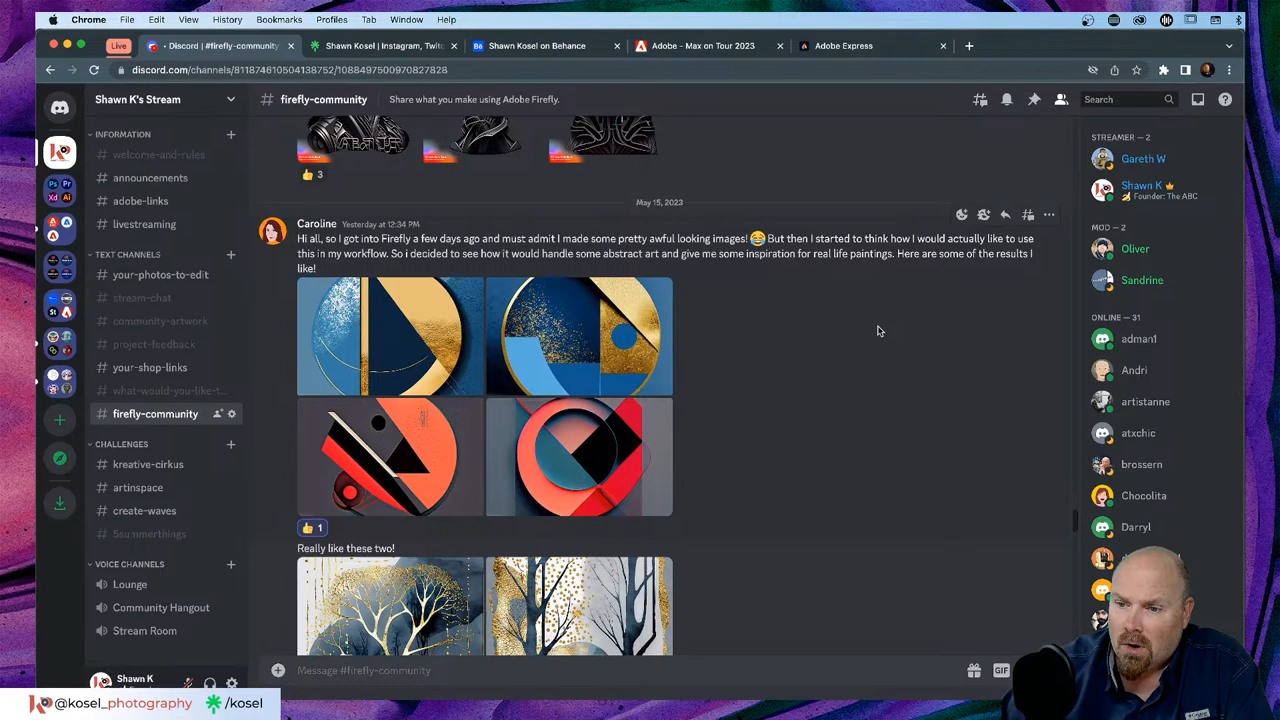 Chrome File Edit View History Bookmarks Profiles Tab Window Help
Live • Discord | #firefly-community Shawn Kosel | Instagram, Twitc Shawn Kosel on Behance Adobe - Max on Tour 2023 Adobe Express
discord.com/channels/811874610504138752/1088497500970827828
Shawn K's Stream
# firefly-community Share what you make using Adobe Firefly. Search
INFORMATION
# welcome-and-rules
# announcements
# adobe-links
# livestreaming
TEXT CHANNELS
# your-photos-to-edit
# stream-chat
# community-artwork
# project-feedback
# your-shop-links
# what-would-you-like-t...
# firefly-community
CHALLENGES
# kreative-cirkus
# artinspace
# create-waves
# 5summerthings
VOICE CHANNELS
Lounge
Community Hangout
Stream Room
Shawn K
3
May 15, 2023
Caroline Yesterday at 12:34 PM
Hi all, so I got into Firefly a few days ago and must admit I made some pretty awful looking images! 😂 But then I started to think how I would actually like to use
this in my workflow. So i decided to see how it would handle some abstract art and give me some inspiration for real life paintings. Here are some of the results I
like!
1
Really like these two!
Message #firefly-community
GIF
STREAMER — 2
Gareth W
Shawn K
Founder: The ABC
MOD — 2
Oliver
Sandrine
ONLINE — 31
adman1
Andri
artistanne
atxchic
brossern
Chocolita
Darryl
@kosel_photography /kosel